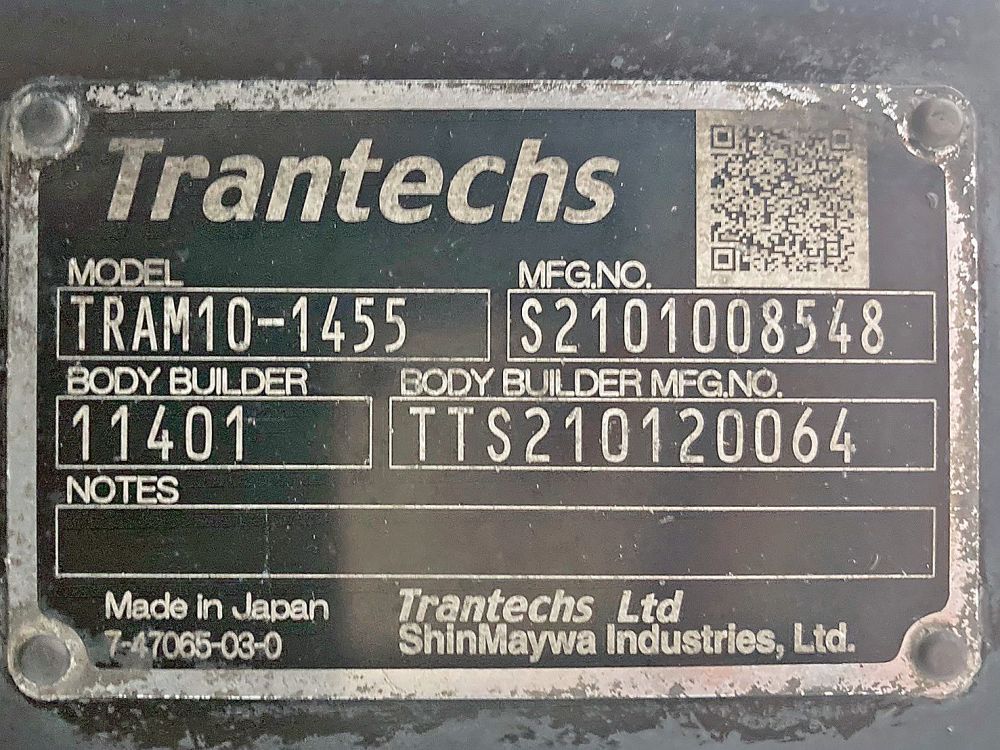 Trantechs
MODEL MFG.NO.
TRAM10-1455 S2101008548
BODY BUILDER BODY BUILDER MFG.NO.
11401 TTS210120064
NOTES
Made in Japan Trantechs Ltd
7-47065-03-0 ShinMaywa Industries, Ltd.